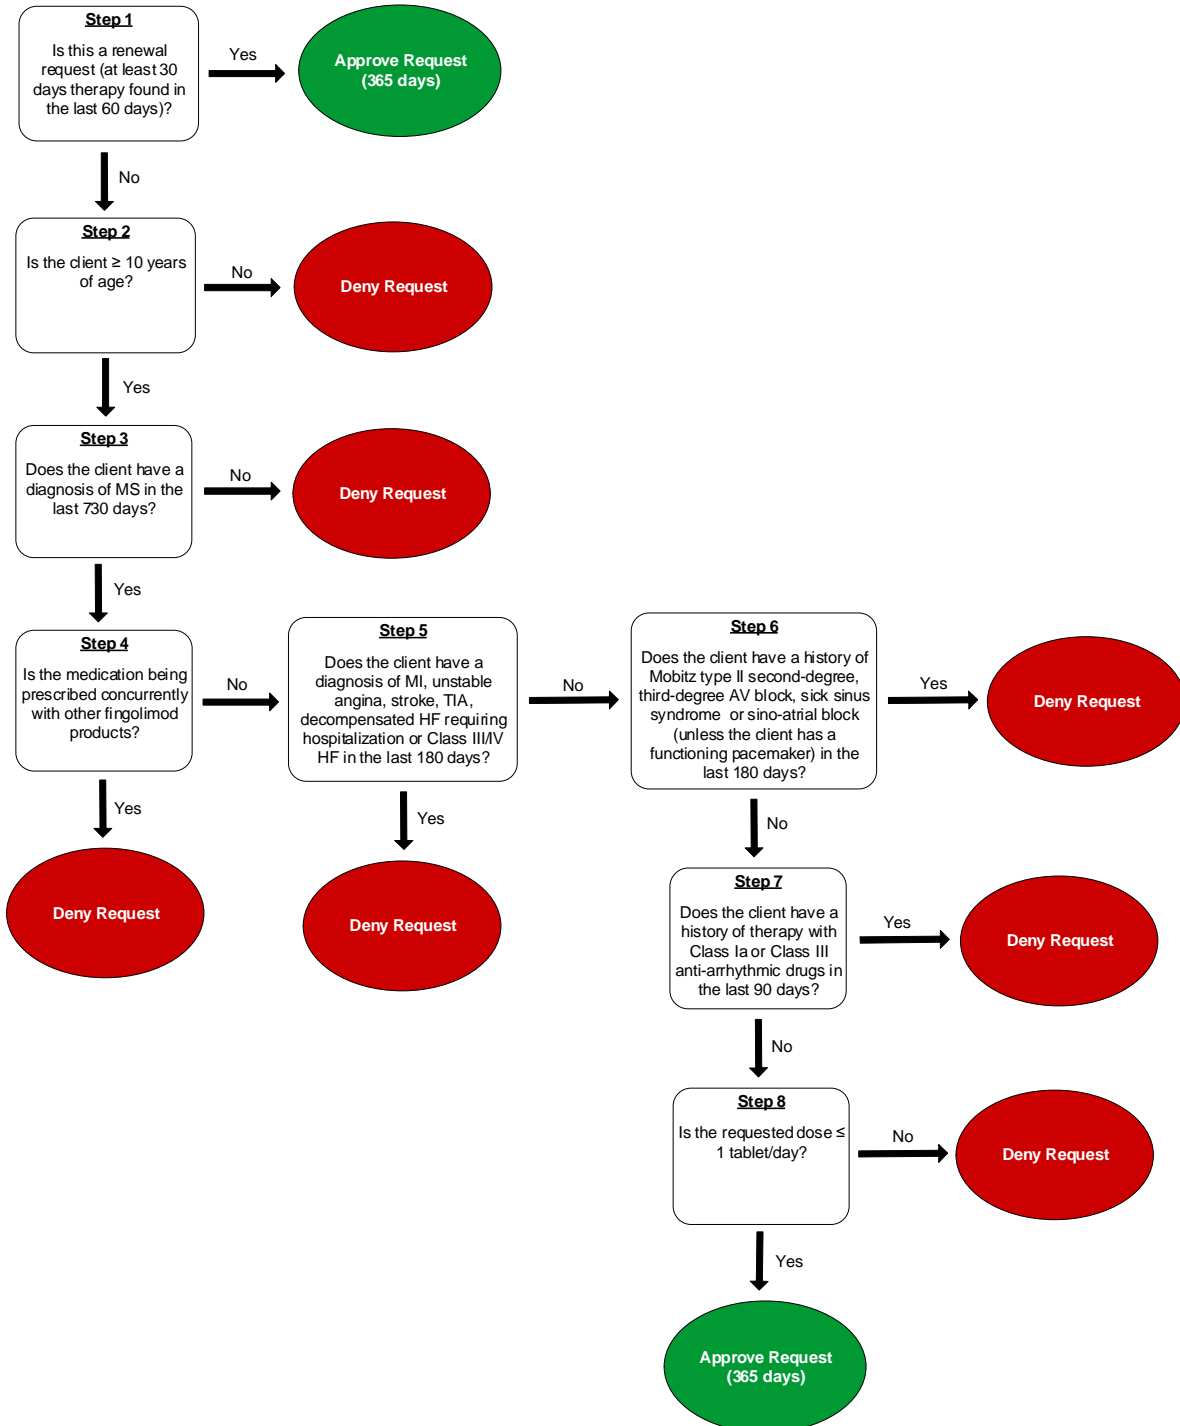 Step 1
Is this a renewal
request (at least 30
days therapy found in
the last 60 days)?
Yes
Approve Request
(365 days)
No
Step 2
Is the client ≥ 10 years
of age?
No
Deny Request
Yes
Step 3
Does the client have a
diagnosis of MS in the
last 730 days?
No
Deny Request
Yes
Step 4
Is the medication being
prescribed concurrently
with other fingolimod
products?
No
Yes
Deny Request
Step 5
Does the client have a
diagnosis of MI, unstable
angina, stroke, TIA,
decompensated HF requiring
hospitalization or Class III/IV
HF in the last 180 days?
No
Yes
Deny Request
Step 6
Does the client have a history of
Mobitz type II second-degree,
third-degree AV block, sick sinus
syndrome or sino-atrial block
(unless the client has a
functioning pacemaker) in the
last 180 days?
Yes
Deny Request
No
Step 7
Does the client have a
history of therapy with
Class Ia or Class III
anti-arrhythmic drugs in
the last 90 days?
Yes
Deny Request
No
Step 8
Is the requested dose ≤
1 tablet/day?
No
Deny Request
Yes
Approve Request
(365 days)